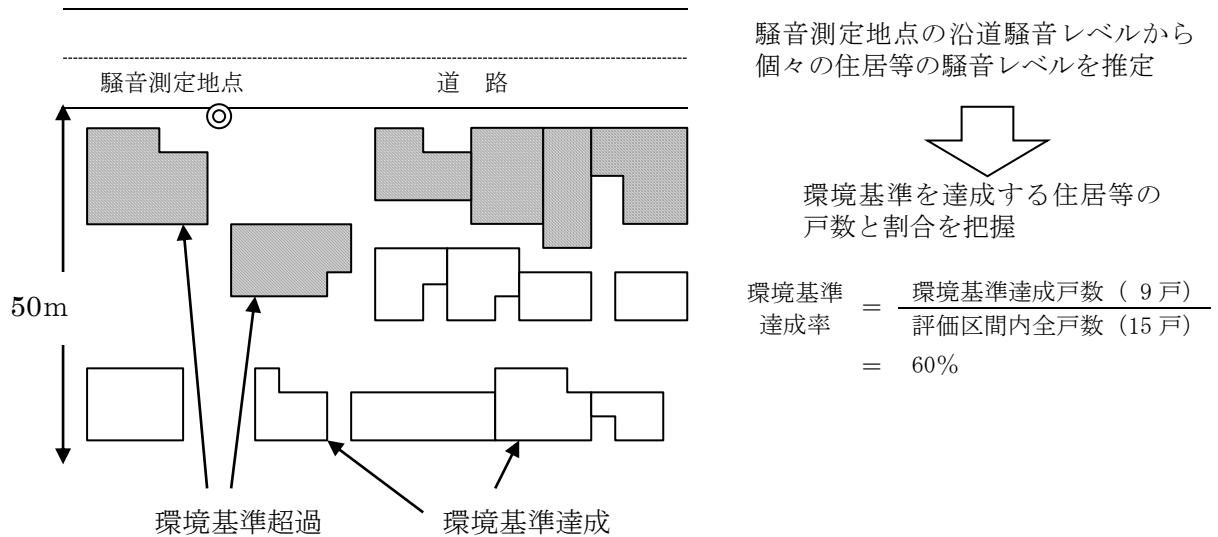 騒音測定地点
道 路
50m
環境基準超過
環境基準達成
騒音測定地点の沿道騒音レベルから
個々の住居等の騒音レベルを推定
環境基準を達成する住居等の
戸数と割合を把握
環境基準
達成率
=
環境基準達成戸数 ( 9 戸)
評価区間内全戸数 (15 戸)
= 60%